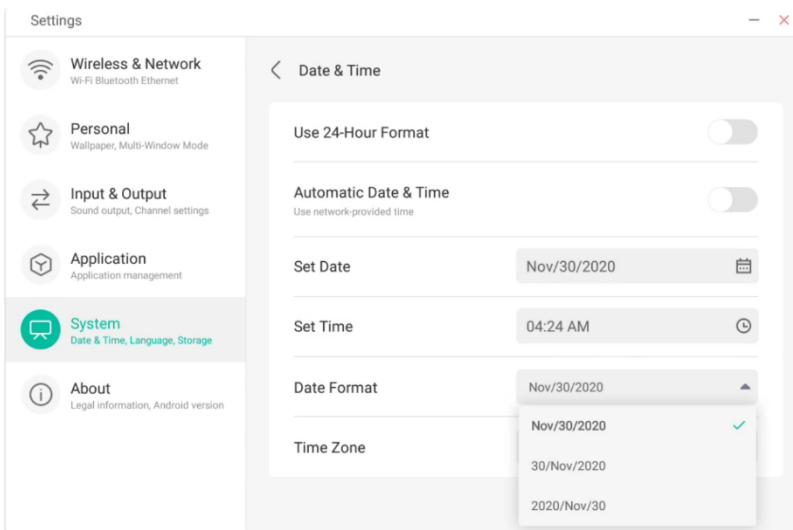 Settings
Wireless & Network
Wi-Fi Bluetooth Ethernet
Personal
Wallpaper, Multi-Window Mode
Input & Output
Sound output, Channel settings
Application
Application management
System
Date & Time, Language, Storage
About
Legal information, Android version
Date & Time
Use 24-Hour Format
Automatic Date & Time
Use network-provided time
Set Date
Nov/30/2020
Set Time
04:24 AM
Date Format
Nov/30/2020
Nov/30/2020
30/Nov/2020
2020/Nov/30
Time Zone